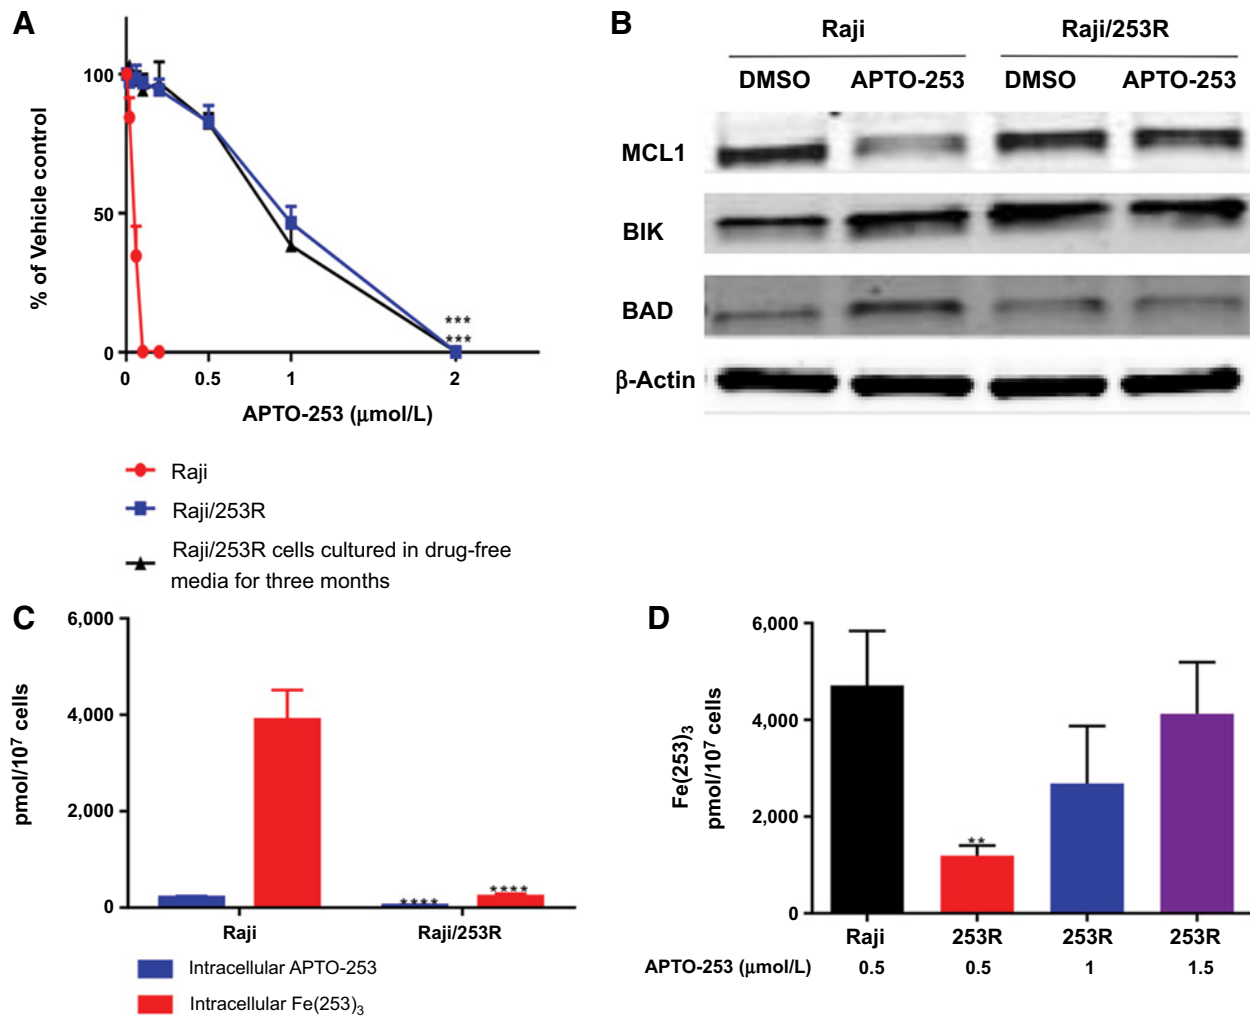 A
100
50
0
% of Vehicle control
***
***
0 0.5 1 2
APTO-253 (μmol/L)
Raji
Raji/253R
Raji/253R cells cultured in drug-free
media for three months
B
Raji Raji/253R
DMSO APTO-253 DMSO APTO-253
MCL1
BIK
BAD
β-Actin
C
6,000
4,000
2,000
0
pmol/10⁷ cells
**** ****
Raji Raji/253R
Intracellular APTO-253
Intracellular Fe(253)₃
D
6,000
4,000
2,000
0
Fe(253)₃
pmol/10⁷ cells
**
Raji 253R 253R 253R
APTO-253 (μmol/L) 0.5 0.5 1 1.5